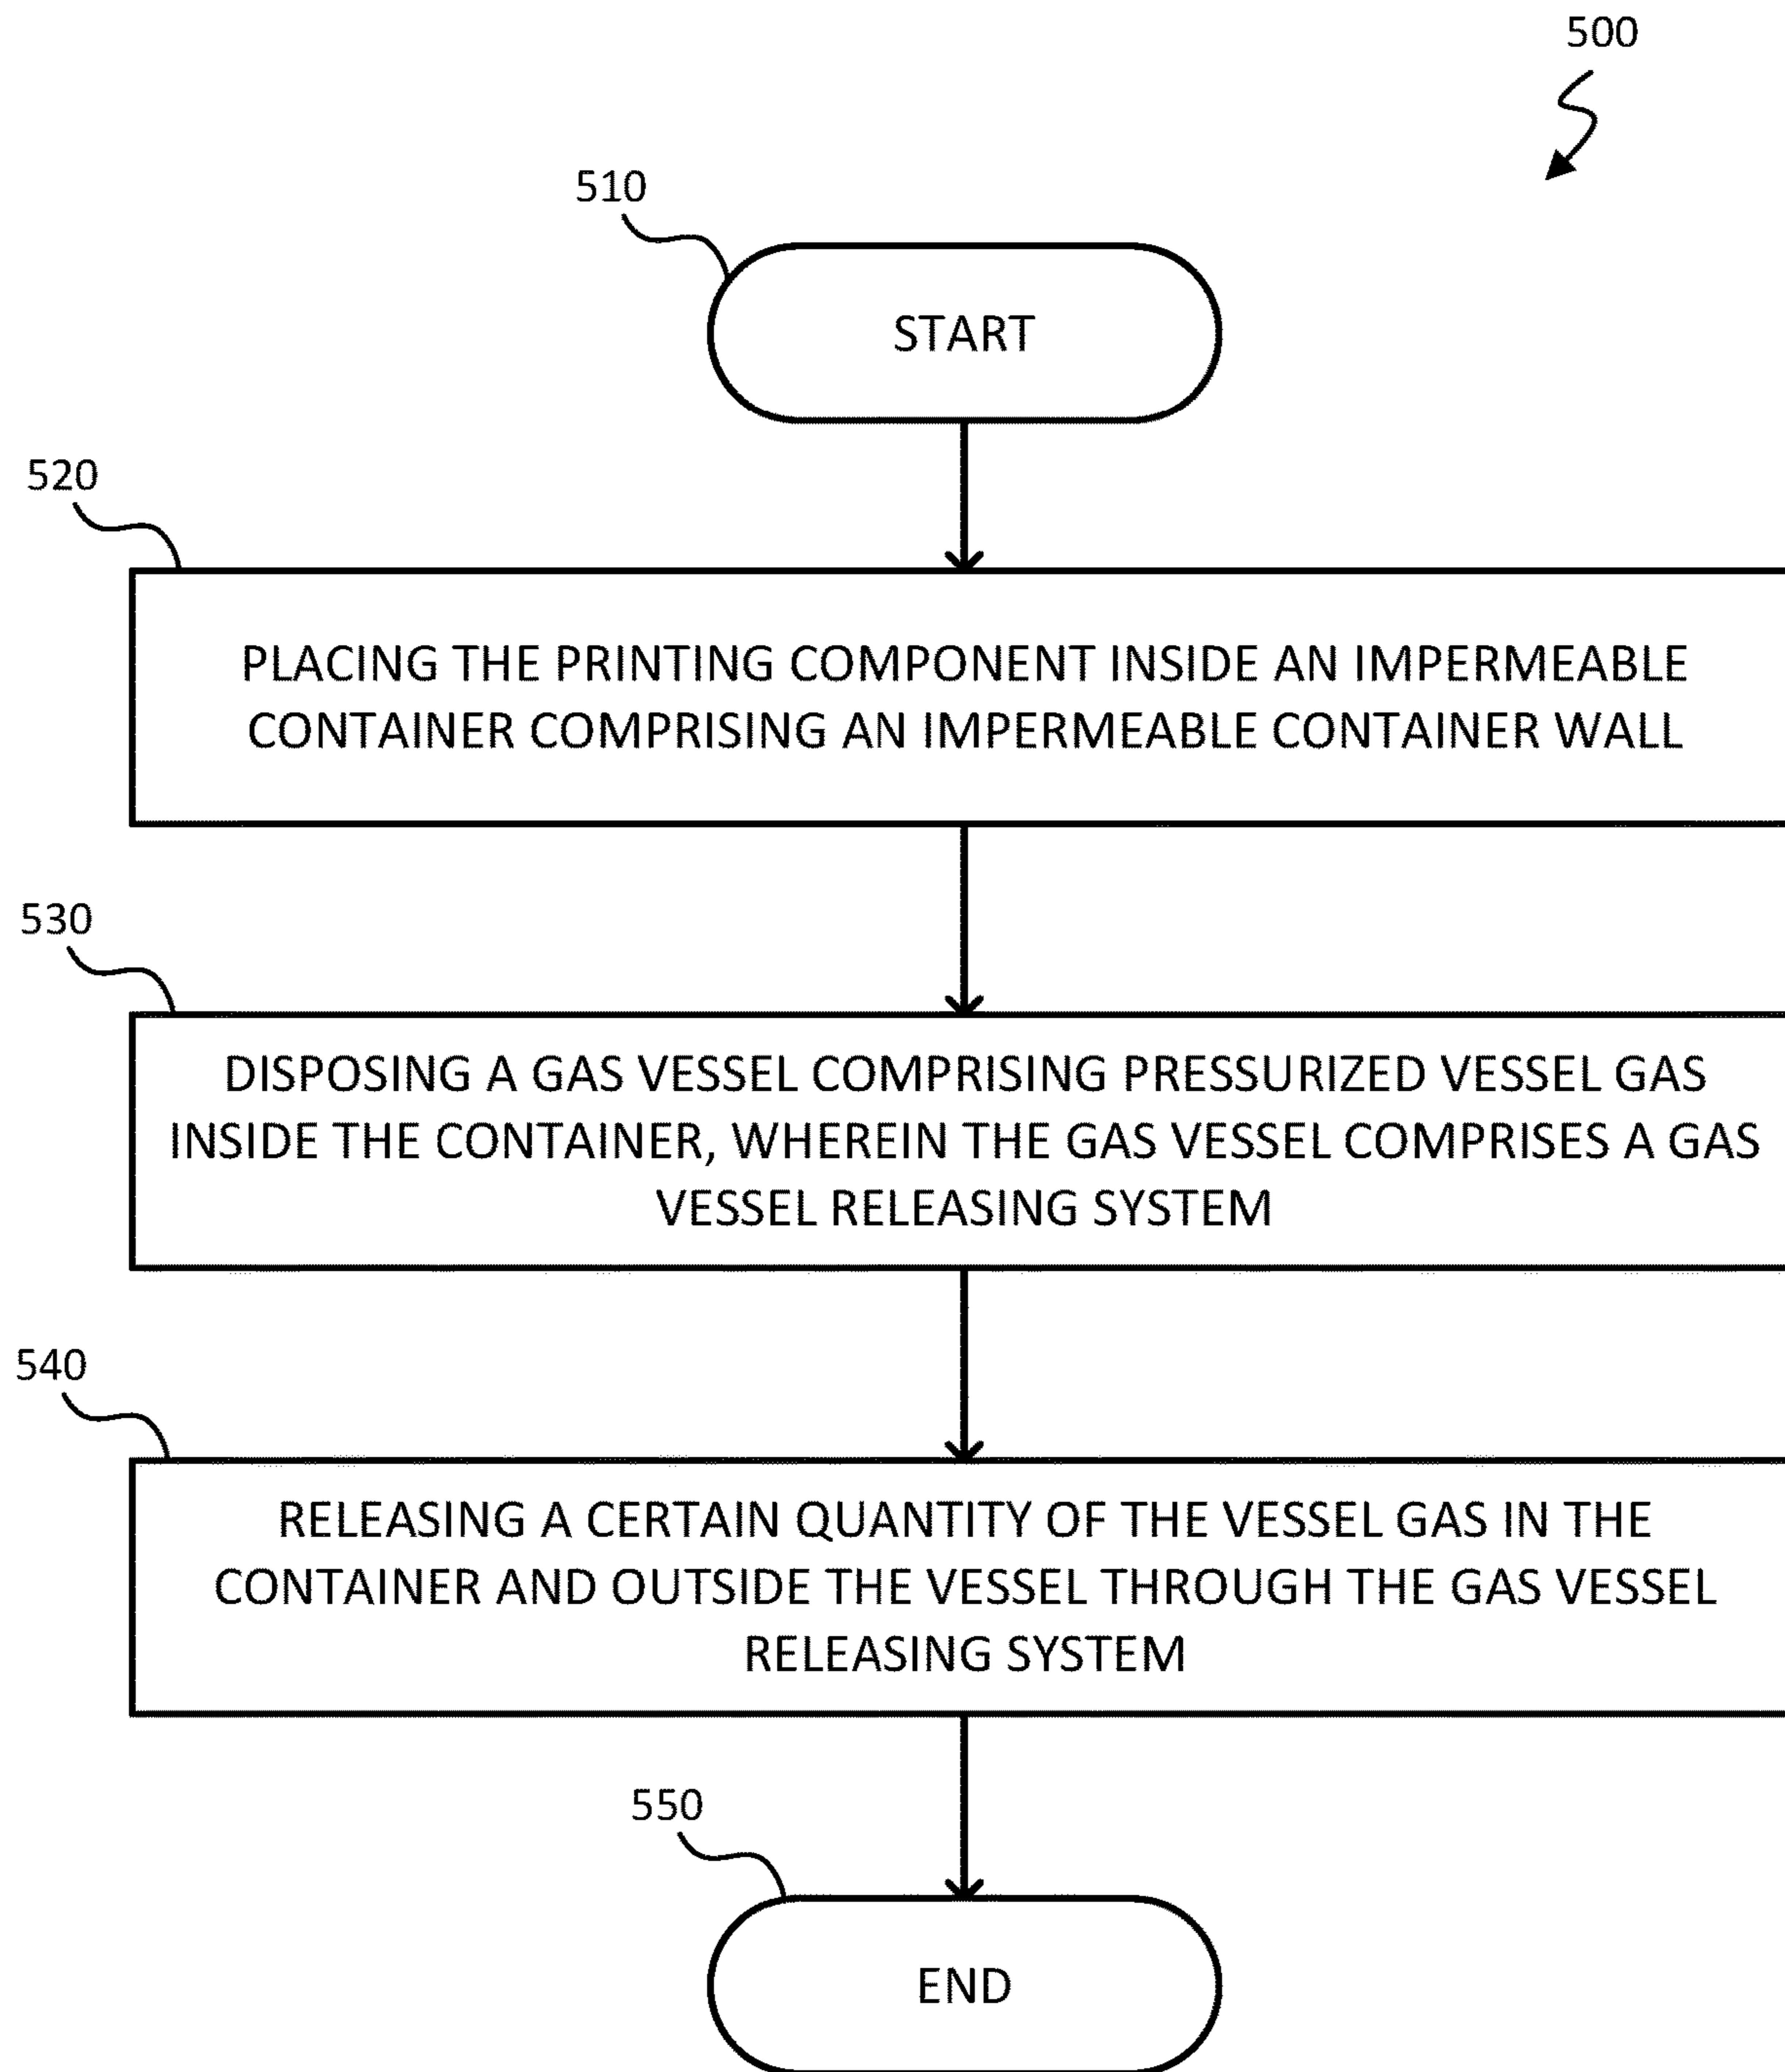 500
510
START
520
PLACING THE PRINTING COMPONENT INSIDE AN IMPERMEABLE
CONTAINER COMPRISING AN IMPERMEABLE CONTAINER WALL
530
DISPOSING A GAS VESSEL COMPRISING PRESSURIZED VESSEL GAS
INSIDE THE CONTAINER, WHEREIN THE GAS VESSEL COMPRISES A GAS
VESSEL RELEASING SYSTEM
540
RELEASING A CERTAIN QUANTITY OF THE VESSEL GAS IN THE
CONTAINER AND OUTSIDE THE VESSEL THROUGH THE GAS VESSEL
RELEASING SYSTEM
550
END